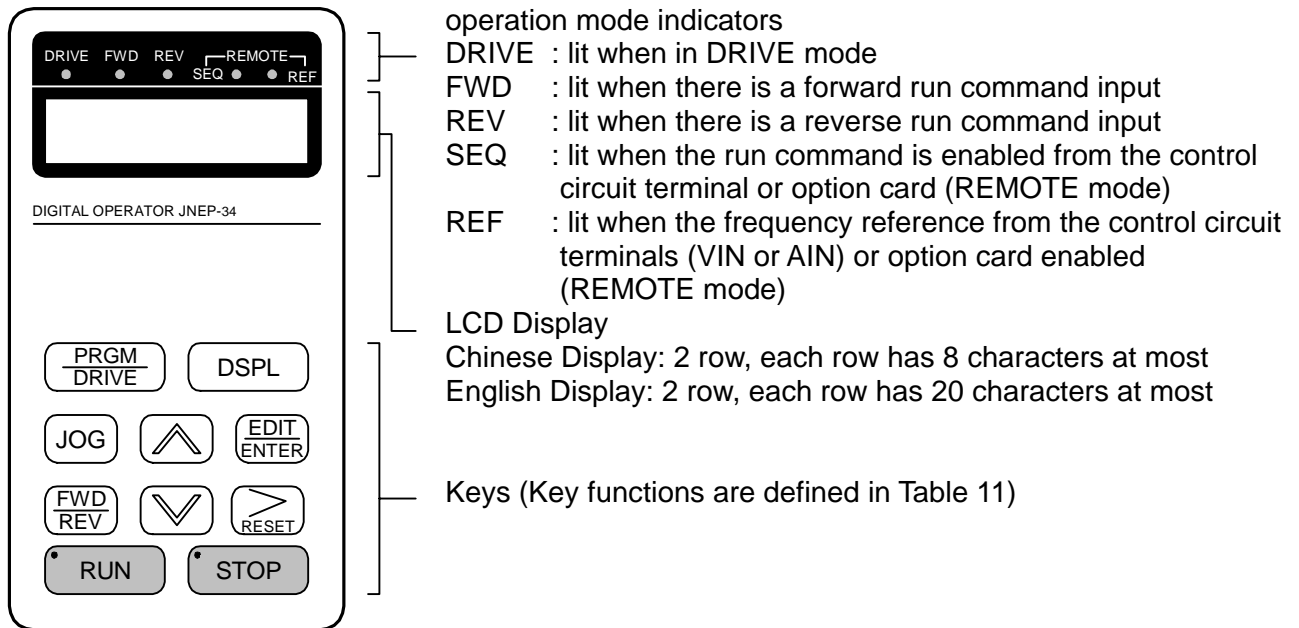 DRIVE FWD REV REMOTE
SEQ REF
DIGITAL OPERATOR JNEP-34
PRGM
DRIVE
DSPL
JOG
EDIT
ENTER
FWD
REV
RESET
RUN
STOP
operation mode indicators
DRIVE : lit when in DRIVE mode
FWD : lit when there is a forward run command input
REV : lit when there is a reverse run command input
SEQ : lit when the run command is enabled from the control
circuit terminal or option card (REMOTE mode)
REF : lit when the frequency reference from the control circuit
terminals (VIN or AIN) or option card enabled
(REMOTE mode)
LCD Display
Chinese Display: 2 row, each row has 8 characters at most
English Display: 2 row, each row has 20 characters at most
Keys (Key functions are defined in Table 11)